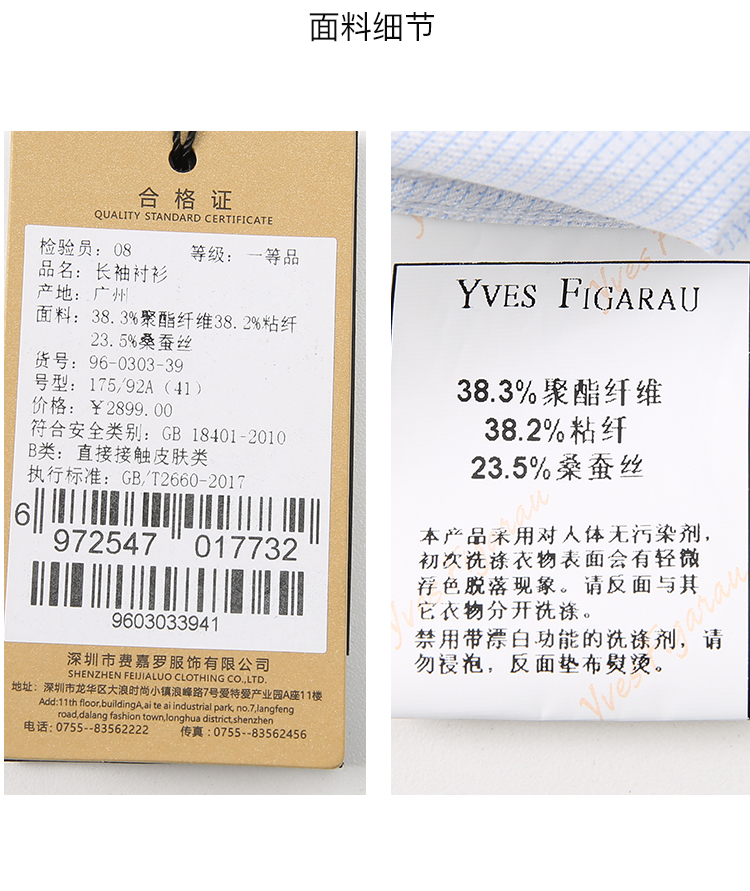 面料细节
合格证
QUALITY STANDARD CERTIFICATE
检验员：08 等级：一等品
品名：长袖衬衫
产地：广州
面料：38.3%聚酯纤维38.2%粘纤
23.5%桑蚕丝
货号：96-0303-39
号型：175/92A（41）
价格：￥2899.00
符合安全类别：GB 18401-2010
B类：直接接触皮肤类
执行标准：GB/T2660-2017
6 972547 017732
9603033941
深圳市费嘉罗服饰有限公司
SHENZHEN FEIJIALUO CLOTHING CO.,LTD
地址：深圳市龙华区大浪时尚小镇浪峰路7号爱特爱产业园A座11楼
Add:11th floor,buildingA,ai te ai industrial park, no.7,langfeng
road,dalang fashion town,longhua district,shenzhen
电话：0755--83562222 传真：0755--83562456
YVES FIGARAU
38.3%聚酯纤维
38.2%粘纤
23.5%桑蚕丝
本产品采用对人体无污染剂，
初次洗涤衣物表面会有轻微
浮色脱落现象。请反面与其
它衣物分开洗涤。
禁用带漂白功能的洗涤剂，请
勿浸泡，反面垫布熨烫。
Yves Figarau
Yves Figarau